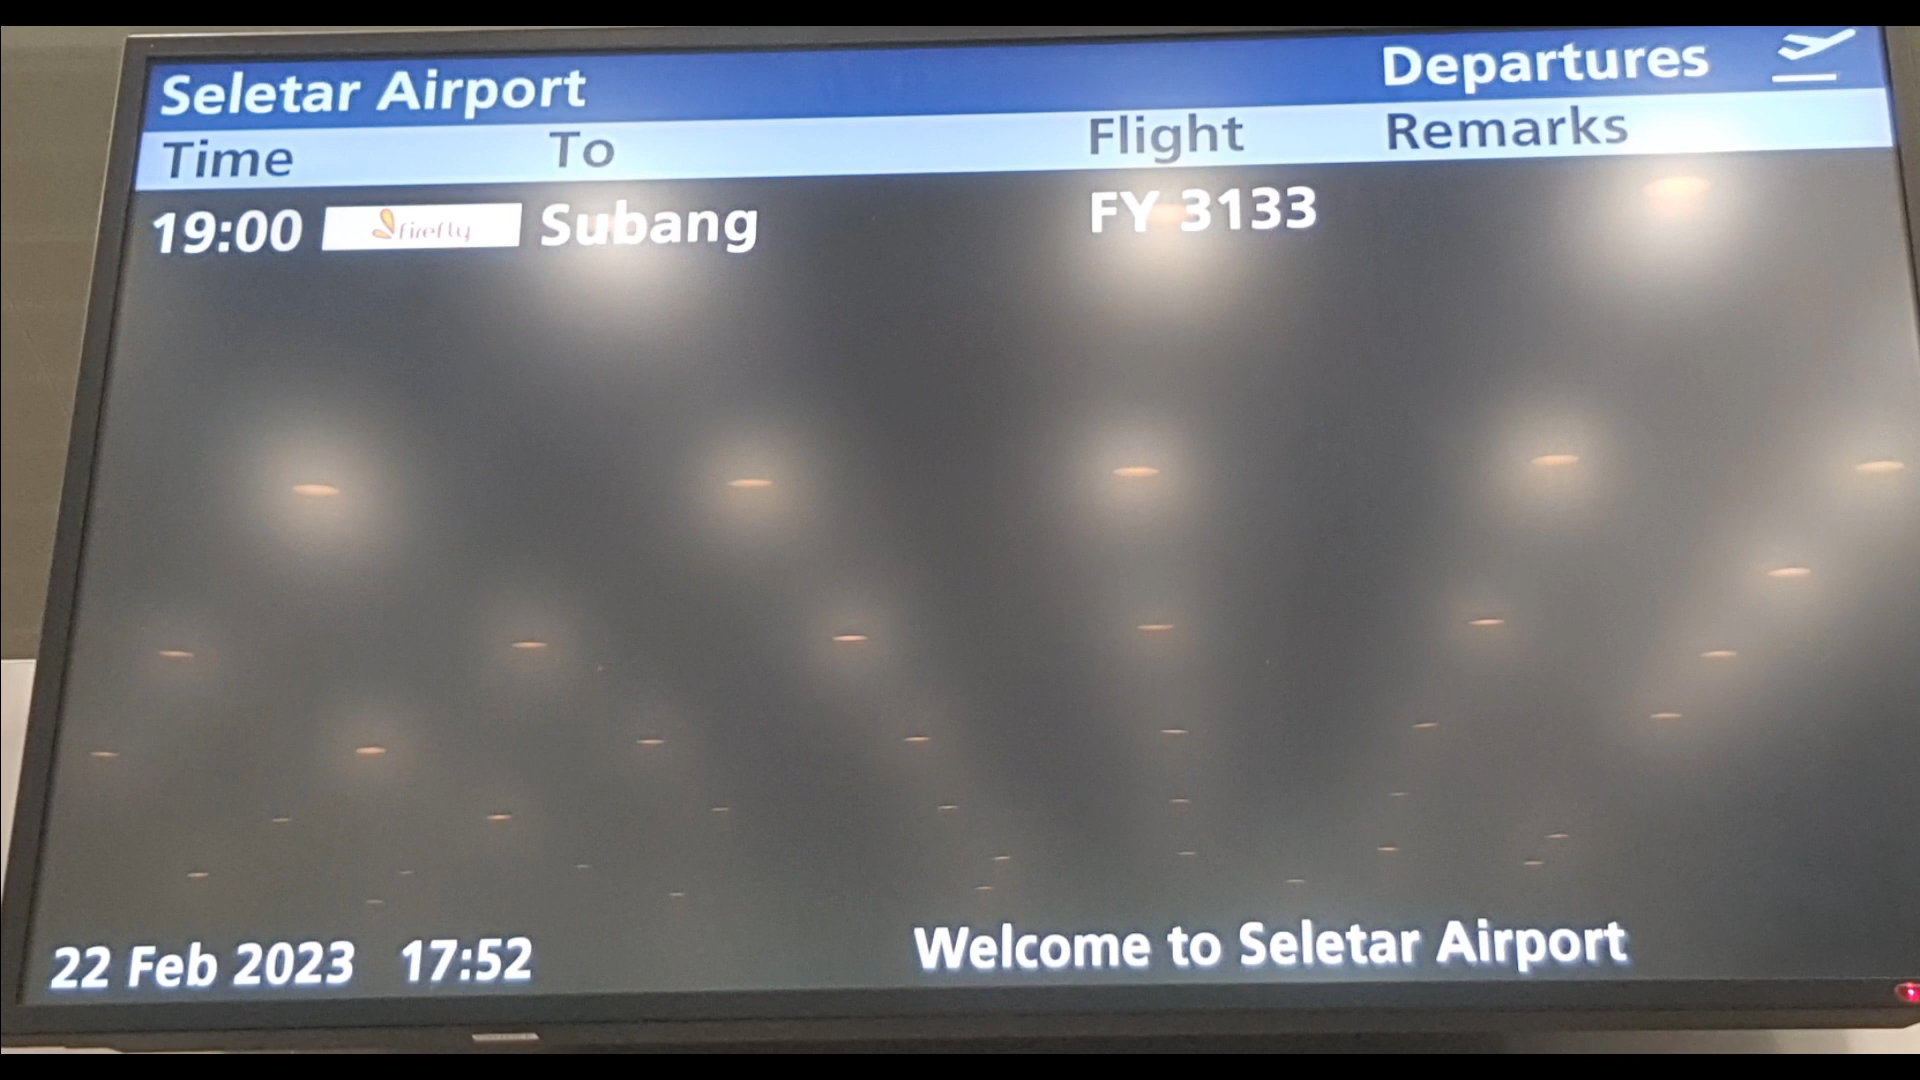 Seletar Airport Departures
Time To Flight Remarks
19:00 firefly Subang FY 3133
22 Feb 2023 17:52 Welcome to Seletar Airport